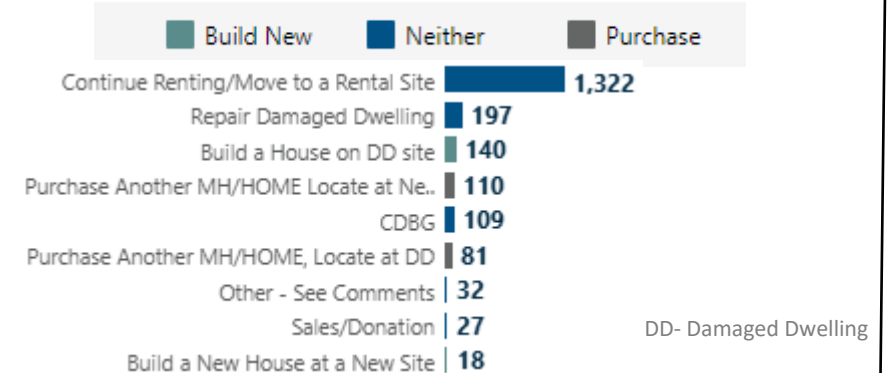 Build New Neither Purchase
Continue Renting/Move to a Rental Site 1,322
Repair Damaged Dwelling 197
Build a House on DD site 140
Purchase Another MH/HOME Locate at Ne.. 110
CDBG 109
Purchase Another MH/HOME, Locate at DD 81
Other - See Comments 32
Sales/Donation 27
DD- Damaged Dwelling
Build a New House at a New Site 18